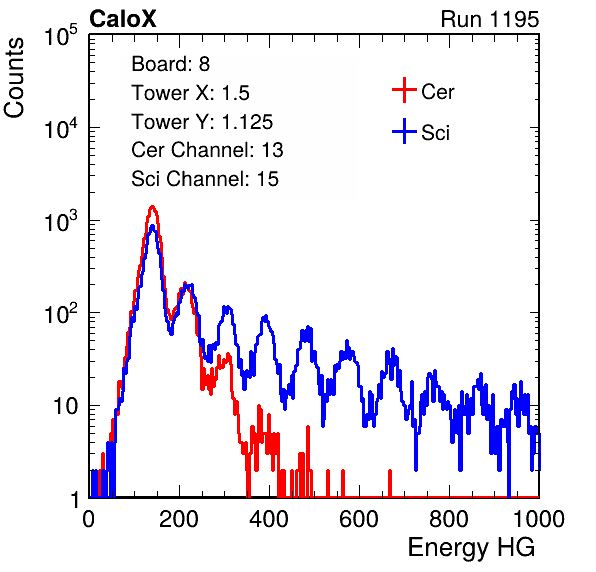 CaloX Run 1195
Counts
Board: 8
Tower X: 1.5
Tower Y: 1.125
Cer Channel: 13
Sci Channel: 15
Cer
Sci
10^5
10^4
10^3
10^2
10
1
0 200 400 600 800 1000
Energy HG